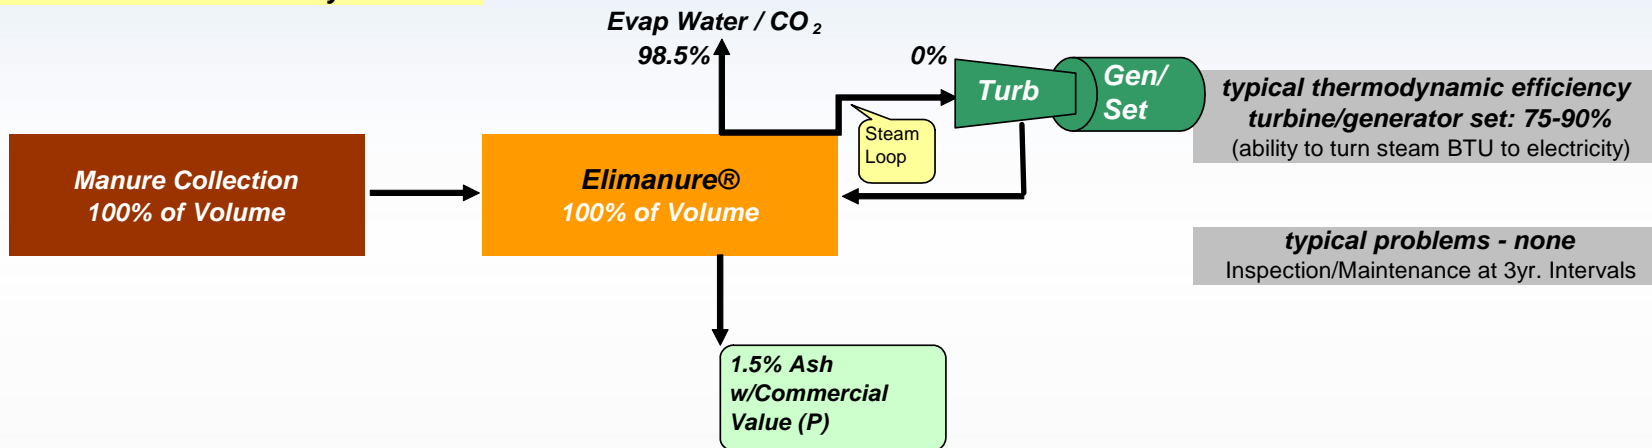 Evap Water / CO₂
98.5%
0%
Turb
Gen/
Set
typical thermodynamic efficiency
turbine/generator set: 75-90%
(ability to turn steam BTU to electricity)
Steam
Loop
Manure Collection
100% of Volume
Elimanure®
100% of Volume
typical problems - none
Inspection/Maintenance at 3yr. Intervals
1.5% Ash
w/Commercial
Value (P)